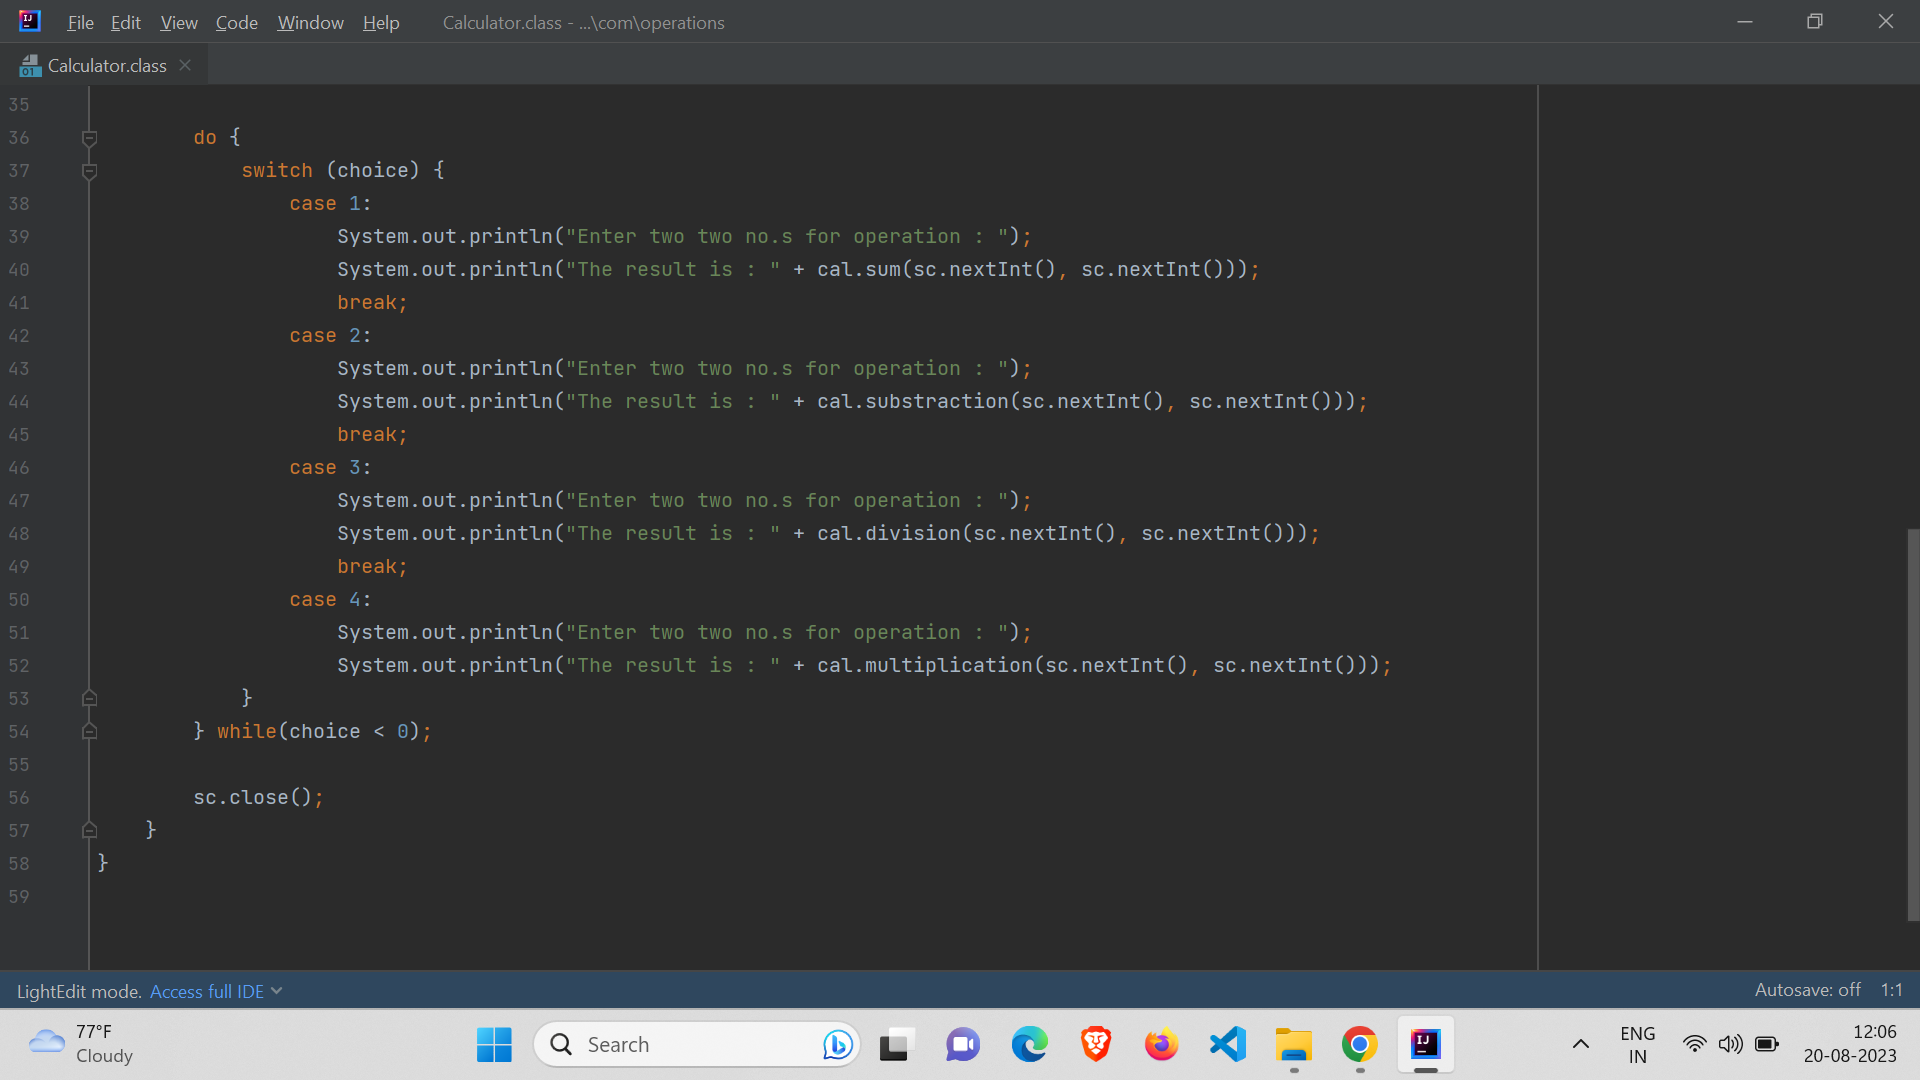 File Edit View Code Window Help Calculator.class - ...\com\operations
Calculator.class
35
36 do {
37 switch (choice) {
38 case 1:
39 System.out.println("Enter two two no.s for operation : ");
40 System.out.println("The result is : " + cal.sum(sc.nextInt(), sc.nextInt()));
41 break;
42 case 2:
43 System.out.println("Enter two two no.s for operation : ");
44 System.out.println("The result is : " + cal.substraction(sc.nextInt(), sc.nextInt()));
45 break;
46 case 3:
47 System.out.println("Enter two two no.s for operation : ");
48 System.out.println("The result is : " + cal.division(sc.nextInt(), sc.nextInt()));
49 break;
50 case 4:
51 System.out.println("Enter two two no.s for operation : ");
52 System.out.println("The result is : " + cal.multiplication(sc.nextInt(), sc.nextInt()));
53 }
54 } while(choice < 0);
55
56 sc.close();
57 }
58 }
59
LightEdit mode. Access full IDE Autosave: off 1:1
77°F
Cloudy
Search
ENG
IN
12:06
20-08-2023